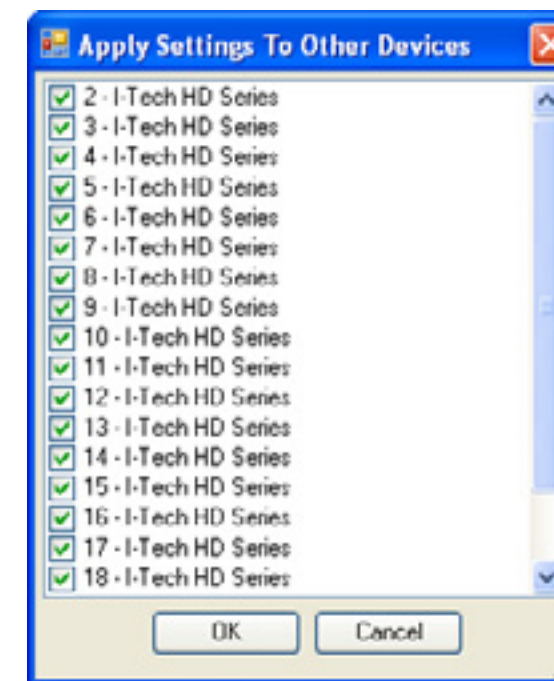 Apply Settings To Other Devices
2 - I-Tech HD Series
3 - I-Tech HD Series
4 - I-Tech HD Series
5 - I-Tech HD Series
6 - I-Tech HD Series
7 - I-Tech HD Series
8 - I-Tech HD Series
9 - I-Tech HD Series
10 - I-Tech HD Series
11 - I-Tech HD Series
12 - I-Tech HD Series
13 - I-Tech HD Series
14 - I-Tech HD Series
15 - I-Tech HD Series
16 - I-Tech HD Series
17 - I-Tech HD Series
18 - I-Tech HD Series
OK Cancel